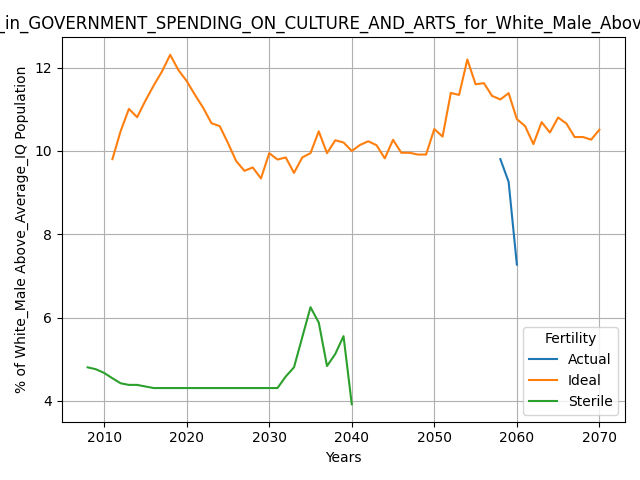 _in_GOVERNMENT_SPENDING_ON_CULTURE_AND_ARTS_for_White_Male_Abov
% of White_Male Above_Average_IQ Population
12
10
8
6
4
2010 2020 2030 2040 2050 2060 2070
Years
Fertility
Actual
Ideal
Sterile